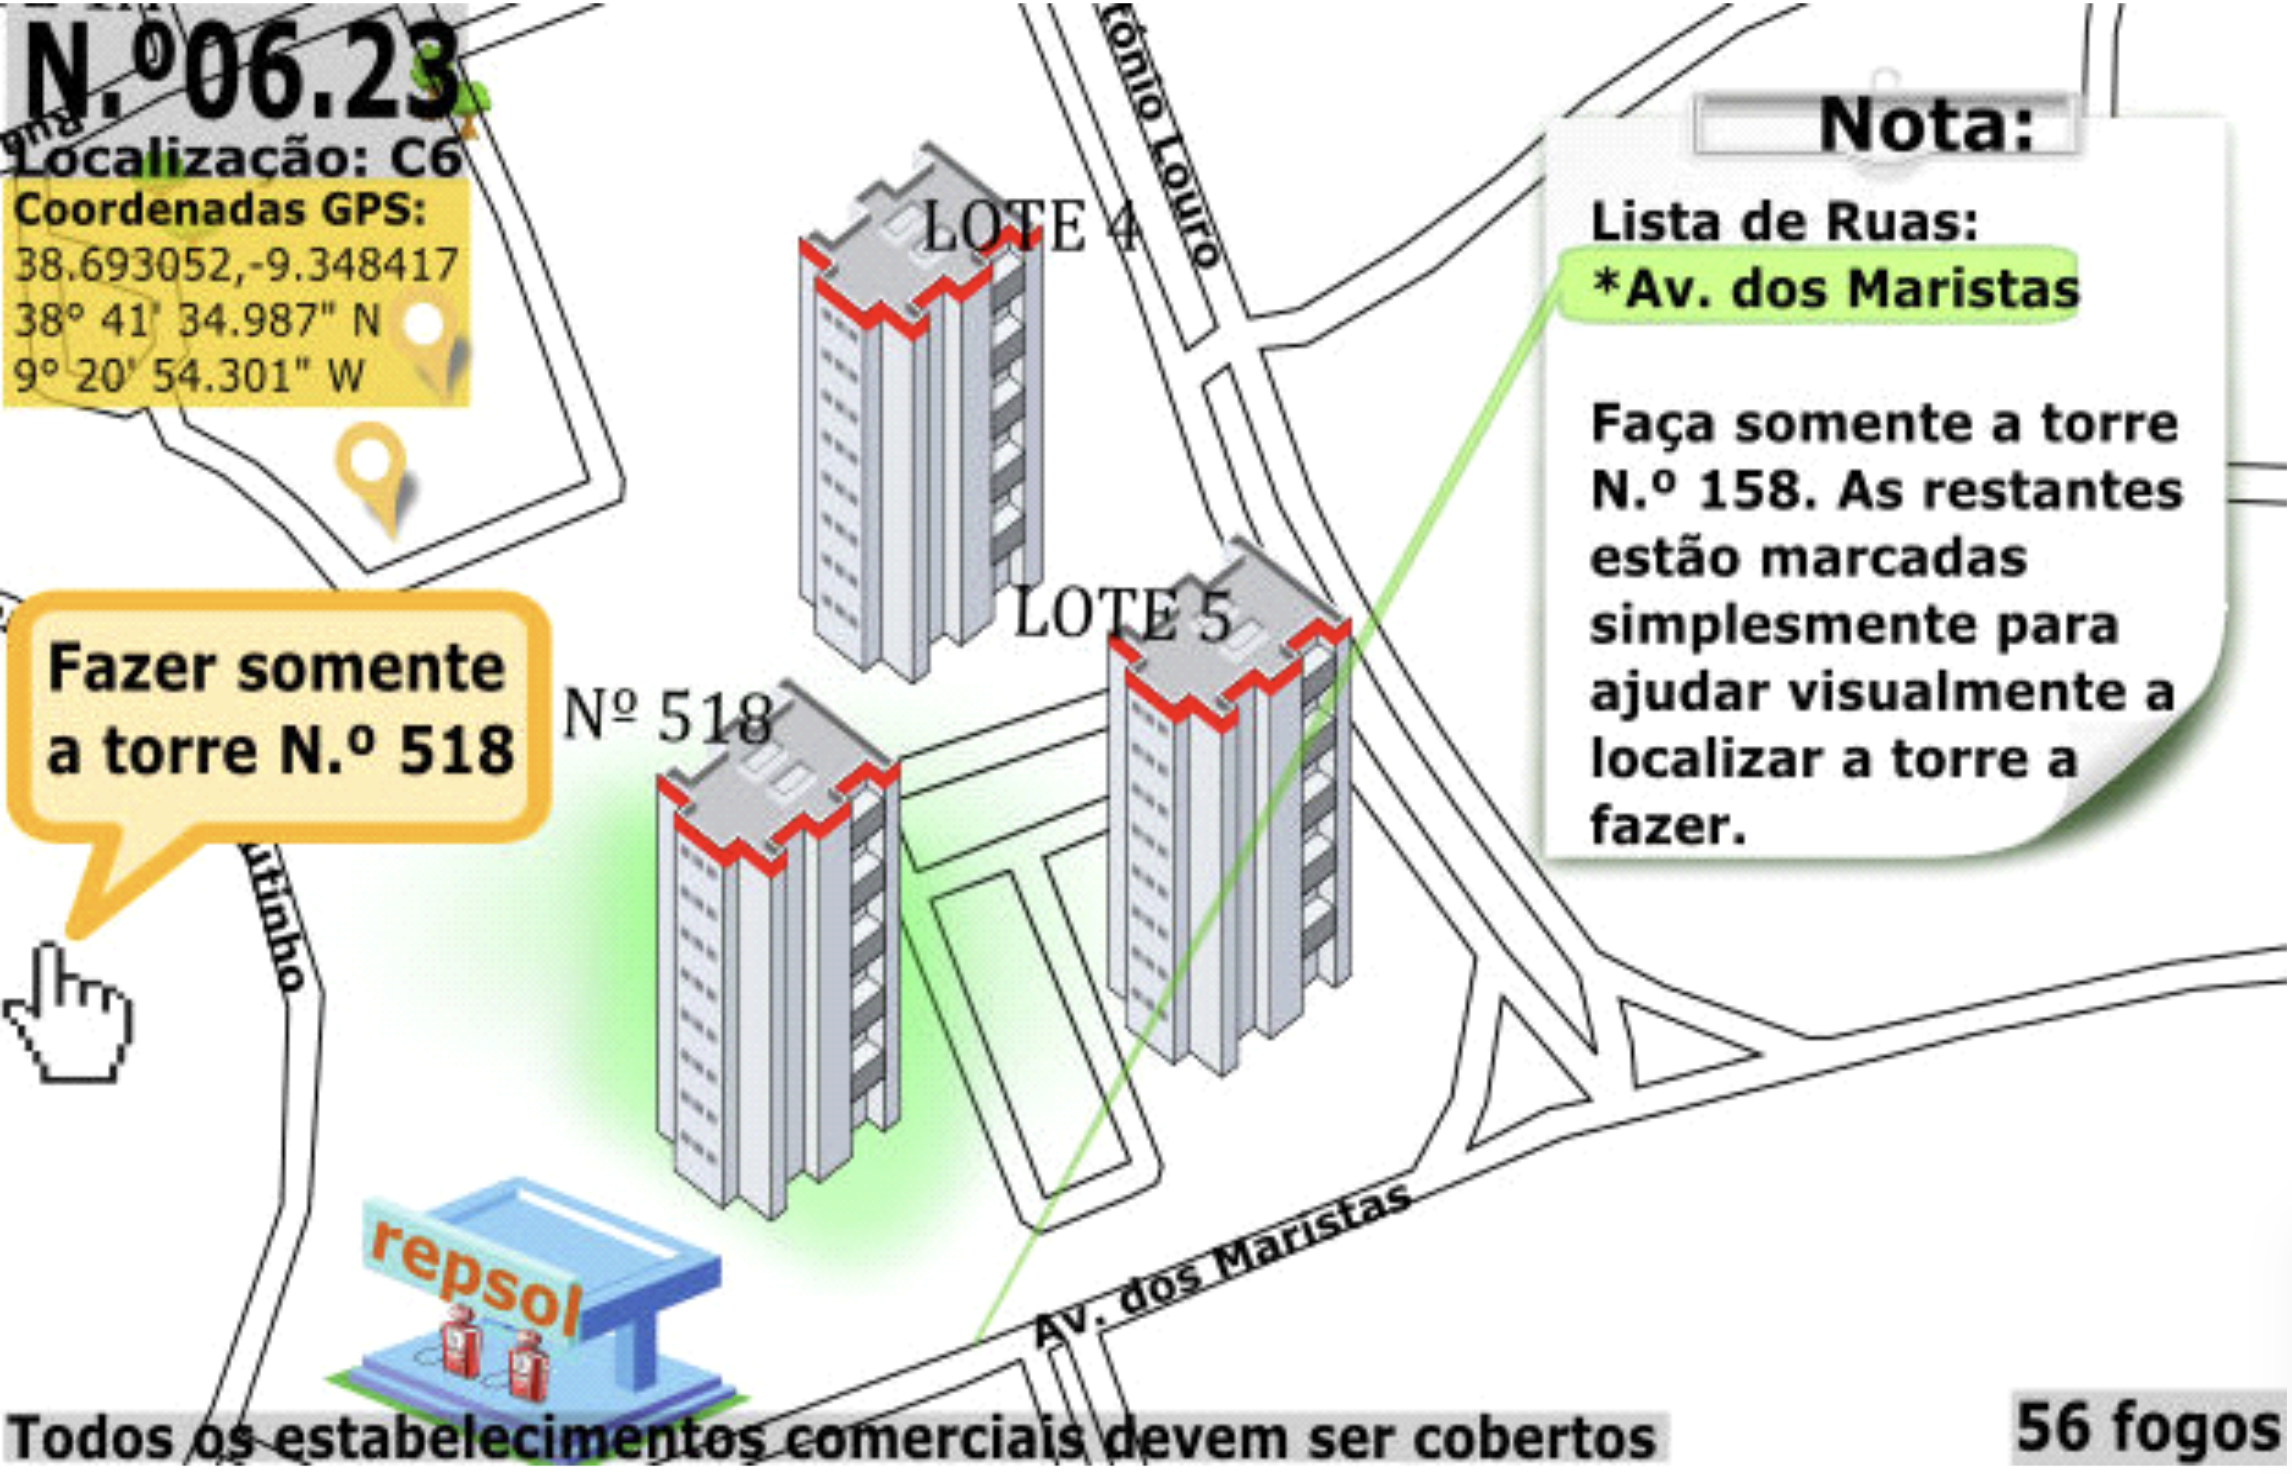 N.º06.23
Localização: C6
Coordenadas GPS:
38.693052,-9.348417
38° 41' 34.987" N
9° 20' 54.301" W
Rua
tónio Louro
LOTE 4
LOTE 5
Nº 518
Fazer somente
a torre N.º 518
utinho
repsol
Av. dos Maristas
Nota:
Lista de Ruas:
*Av. dos Maristas
Faça somente a torre
N.º 158. As restantes
estão marcadas
simplesmente para
ajudar visualmente a
localizar a torre a
fazer.
Todos os estabelecimentos comerciais devem ser cobertos
56 fogos